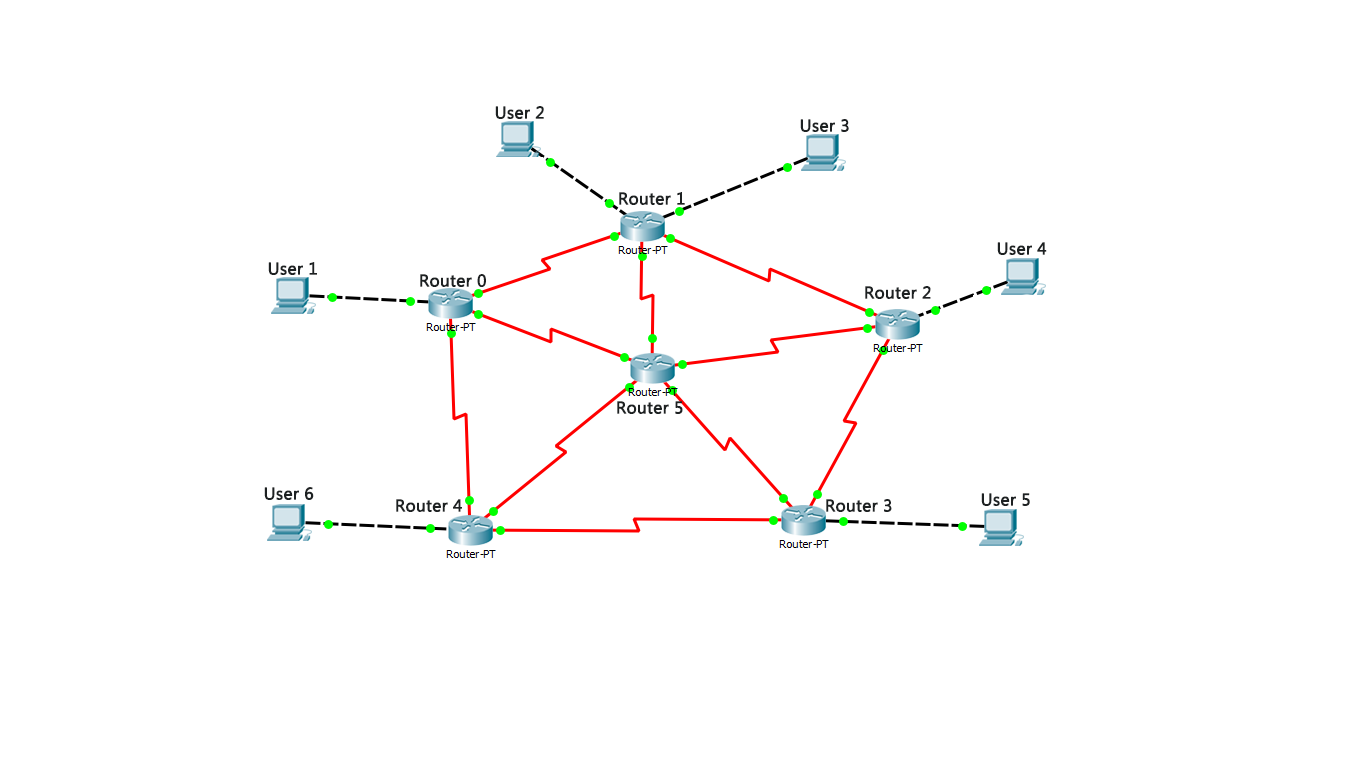 User 2
User 3
Router 1
Router-PT
User 4
User 1
Router 0
Router-PT
Router 2
Router-PT
Router-PT
Router 5
User 6
Router 4
Router-PT
Router 3
Router-PT
User 5